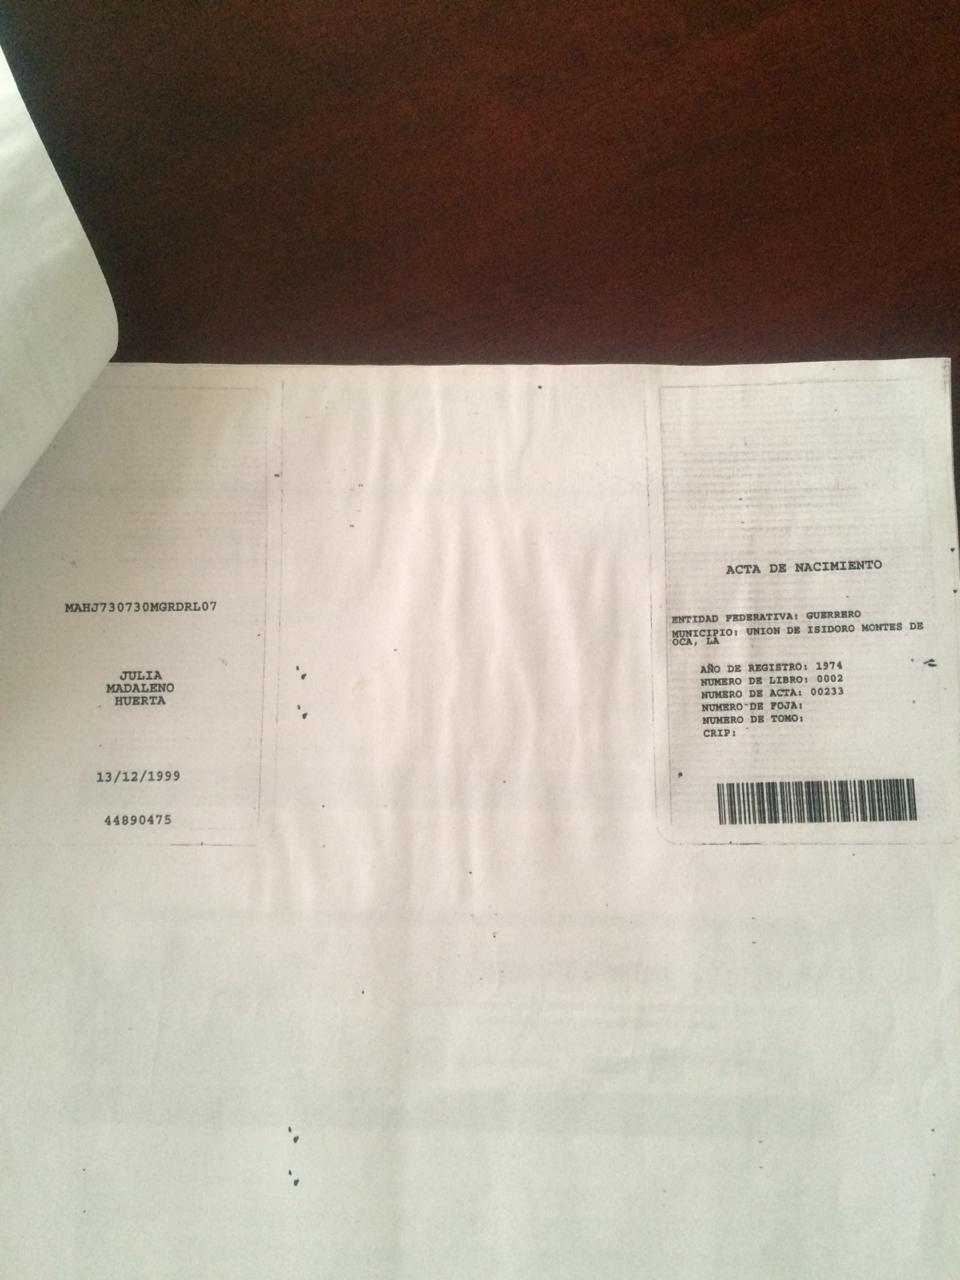 MAHJ730730MGRDRL07
JULIA
MADALENO
HUERTA
13/12/1999
44890475
ACTA DE NACIMIENTO
ENTIDAD FEDERATIVA: GUERRERO
MUNICIPIO: UNION DE ISIDORO MONTES DE
OCA, LA
AÑO DE REGISTRO: 1974
NUMERO DE LIBRO: 0002
NUMERO DE ACTA: 00233
NUMERO DE FOJA:
NUMERO DE TOMO:
CRIP: